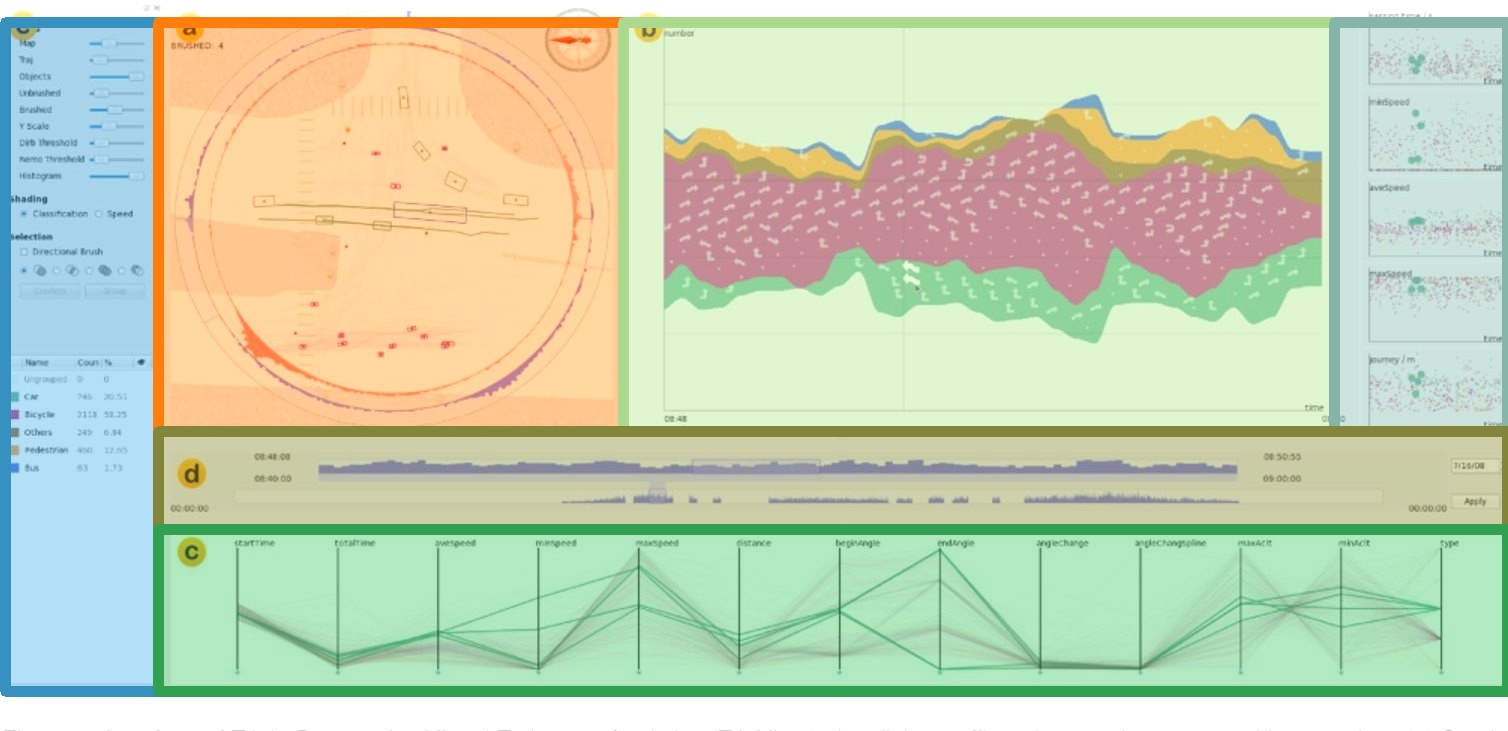 Map
Traj
Objects
Unbrushed
Brushed
Y Scale
Dirb Threshold
Remo Threshold
Histogram
Shading
Classification Speed
Selection
Directional Brush
Confirm Group
Name Coun %
Ungrouped 0 0
Car 746 20.51
Bicycle 2118 58.25
Others 249 6.84
Pedestrian 460 12.65
Bus 63 1.73
a
BRUSHED: 4
b
number
08:48
time
time
minSpeed
time
aveSpeed
time
maxSpeed
time
journey / m
time
d
08:48:08 08:50:55
08:40:00 09:00:00
00:00:00 00:00:00
7/16/08
Apply
c
startTime totalTime aveSpeed minSpeed maxSpeed distance beginAngle endAngle angleChange angleChangSpline maxAclt minAclt type